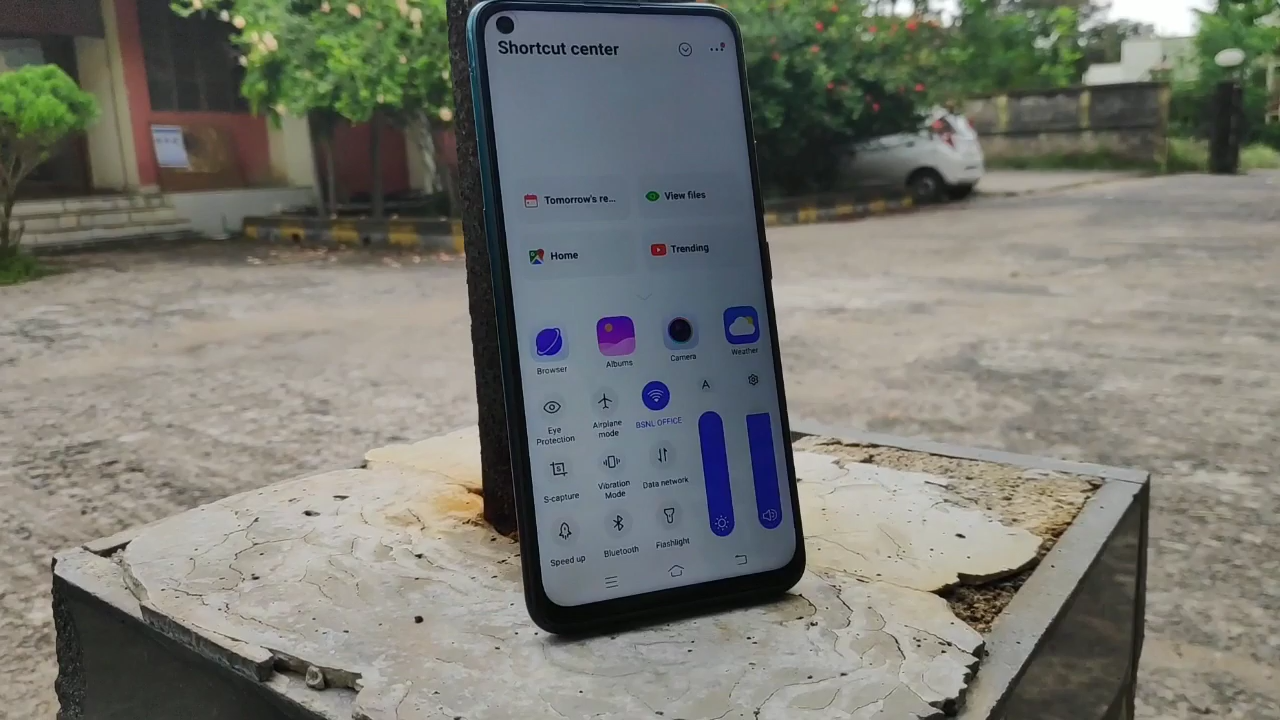 Shortcut center
Tomorrow's re...
View files
Home
Trending
Browser
Albums
Camera
Weather
Eye
Protection
Airplane
mode
BSNL OFFICE
A
S-capture
Vibration
Mode
Data network
Speed up
Bluetooth
Flashlight